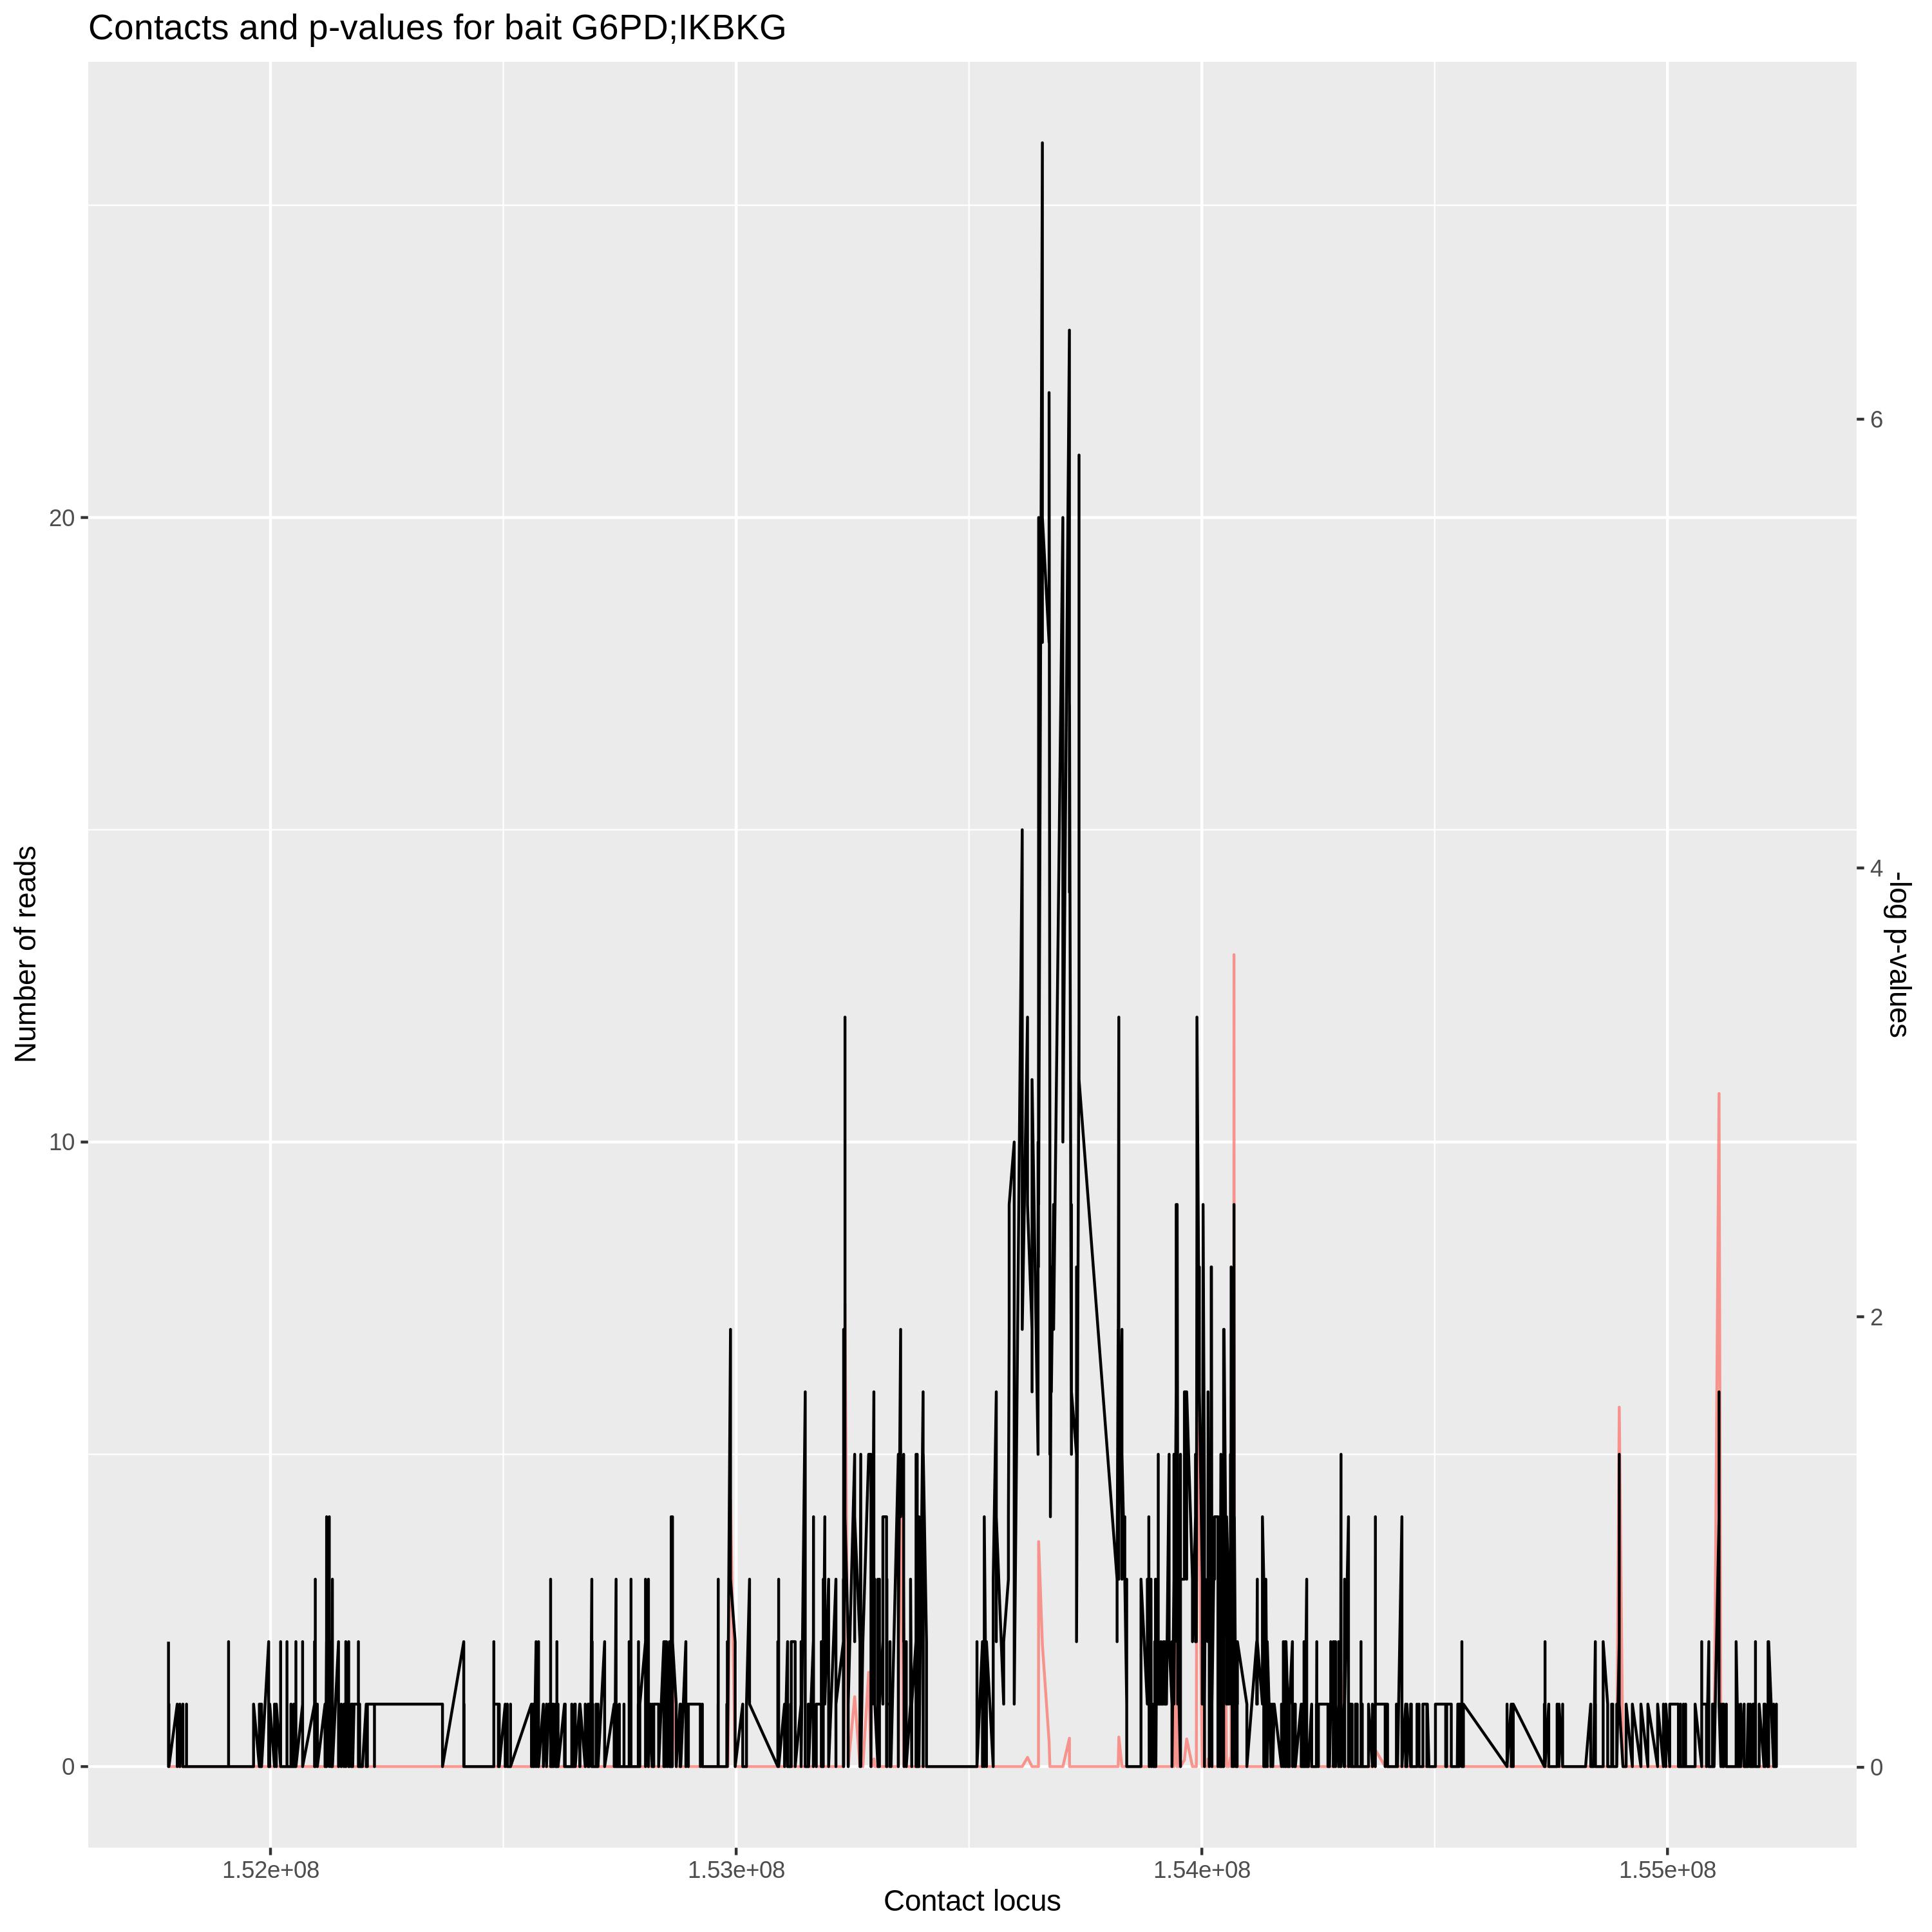 Contacts and p-values for bait G6PD;IKBKG
Number of reads
20
10
0
6
4
2
0
-log p-values
1.52e+08
1.53e+08
1.54e+08
1.55e+08
Contact locus